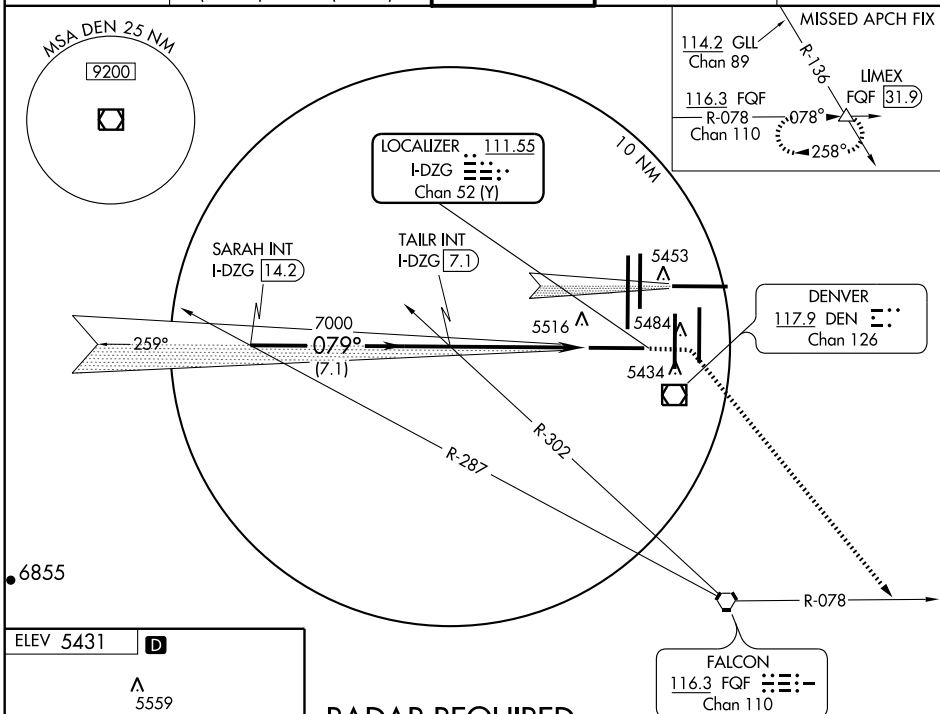 MSA DEN 25 NM
9200
MISSED APCH FIX
114.2 GLL
Chan 89
R-136
LIMEX
FQF 31.9
116.3 FQF
R-078
078°
Chan 110
258°
LOCALIZER 111.55
I-DZG
Chan 52 (Y)
10 NM
SARAH INT
I-DZG 14.2
TAILR INT
I-DZG 7.1
5453
DENVER
117.9 DEN
Chan 126
7000
5516
5484
259°
079°
(7.1)
5434
R-302
R-287
6855
R-078
ELEV 5431 D
5559
FALCON
116.3 FQF
Chan 110
RADAR REQUIRED